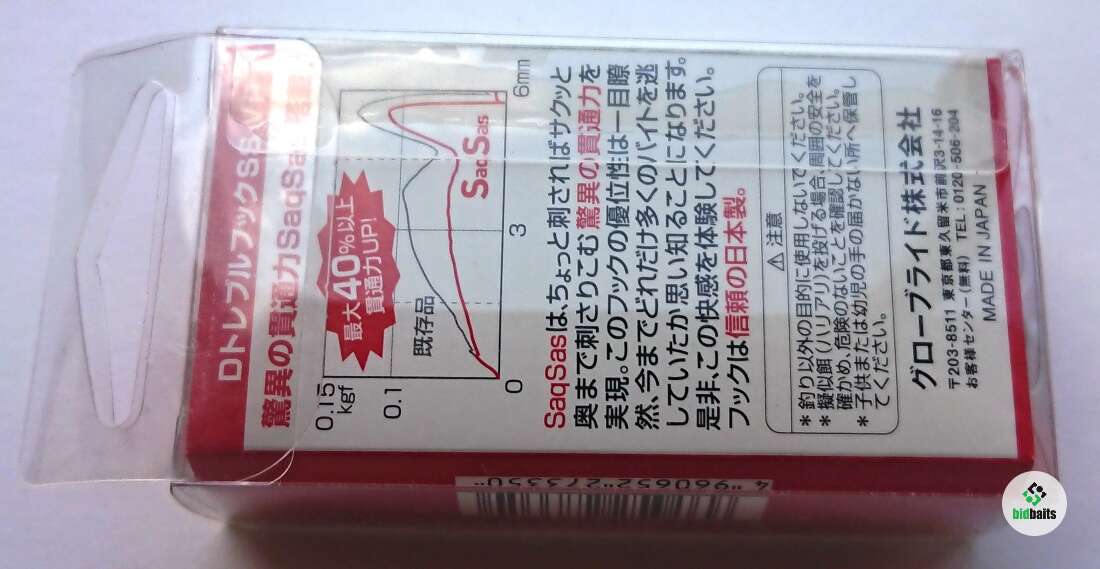 DトレブルフックSS
驚異の貫通力SaqSas
0.15
kgf
0.1
0
3
6mm
最大40%以上
貫通力UP!
既存品
SaqSas
SaqSasは、ちょっと刺さればサクッと
奥まで刺さりこむ驚異の貫通力を
実現。このフックの優位性は一目瞭
然、今までどれだけ多くのバイトを逃
していたか思い知ることになります。
是非、この快感を体験してください。
フックは信頼の日本製。
⚠ 注意
*釣り以外の目的に使用しないでください。
*擬似餌(ハリアリ)を投げる場合、周囲の安全を
確かめ、危険のないことを確認してください。
*子供または幼児の手の届かない所へ保管し
てください。
グローブライド株式会社
〒203-8511 東京都東久留米市前沢3-14-16
お客様センター(無料) TEL:0120-506-204
MADE IN JAPAN
4 960652 273350
bidbaits